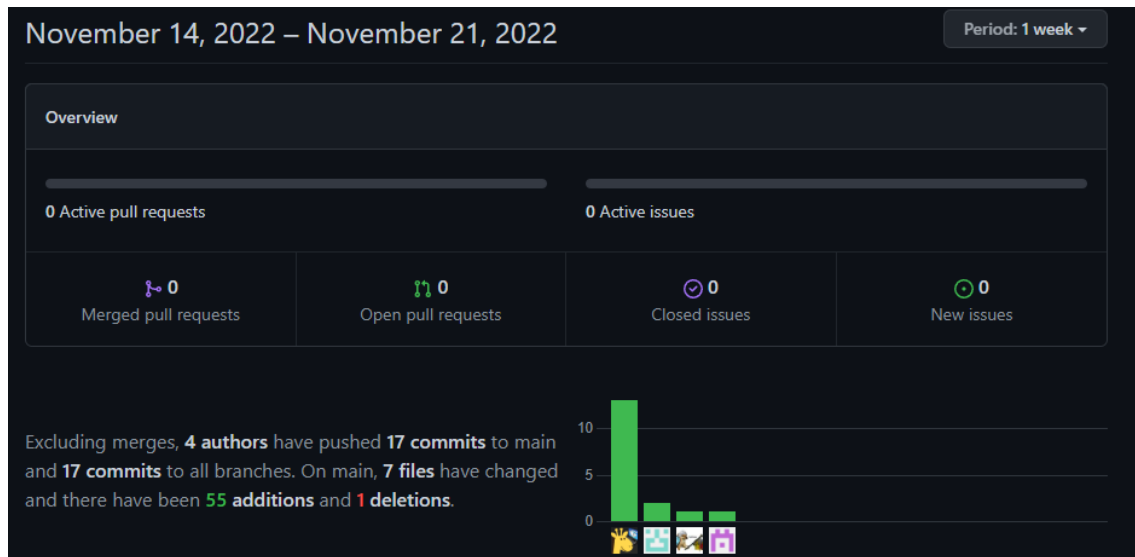 November 14, 2022 – November 21, 2022
Period: 1 week
Overview
0 Active pull requests
0 Active issues
0
Merged pull requests
0
Open pull requests
0
Closed issues
0
New issues
Excluding merges, 4 authors have pushed 17 commits to main
and 17 commits to all branches. On main, 7 files have changed
and there have been 55 additions and 1 deletions.
10
5
0